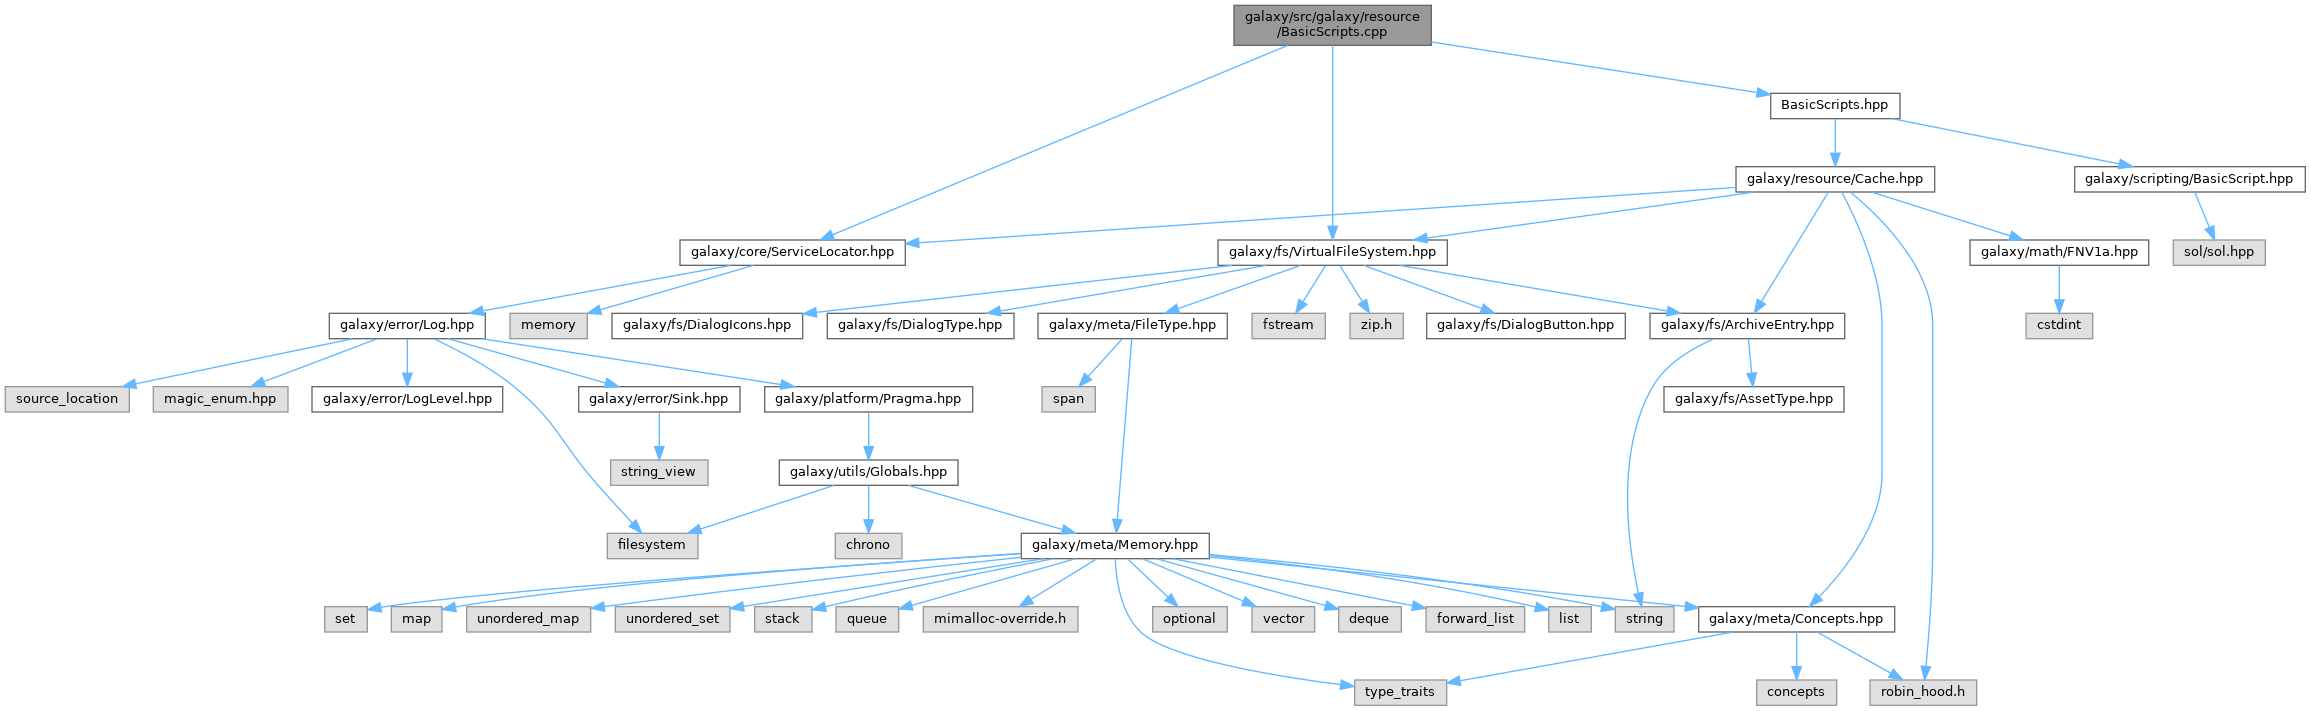 galaxy/src/galaxy/resource
/BasicScripts.cpp
BasicScripts.hpp
galaxy/resource/Cache.hpp
galaxy/scripting/BasicScript.hpp
galaxy/core/ServiceLocator.hpp
galaxy/fs/VirtualFileSystem.hpp
galaxy/math/FNV1a.hpp
sol/sol.hpp
galaxy/error/Log.hpp
memory
galaxy/fs/DialogIcons.hpp
galaxy/fs/DialogType.hpp
galaxy/meta/FileType.hpp
fstream
zip.h
galaxy/fs/DialogButton.hpp
galaxy/fs/ArchiveEntry.hpp
cstdint
source_location
magic_enum.hpp
galaxy/error/LogLevel.hpp
galaxy/error/Sink.hpp
galaxy/platform/Pragma.hpp
span
galaxy/fs/AssetType.hpp
string_view
galaxy/utils/Globals.hpp
filesystem
chrono
galaxy/meta/Memory.hpp
set
map
unordered_map
unordered_set
stack
queue
mimalloc-override.h
optional
vector
deque
forward_list
list
string
galaxy/meta/Concepts.hpp
type_traits
concepts
robin_hood.h